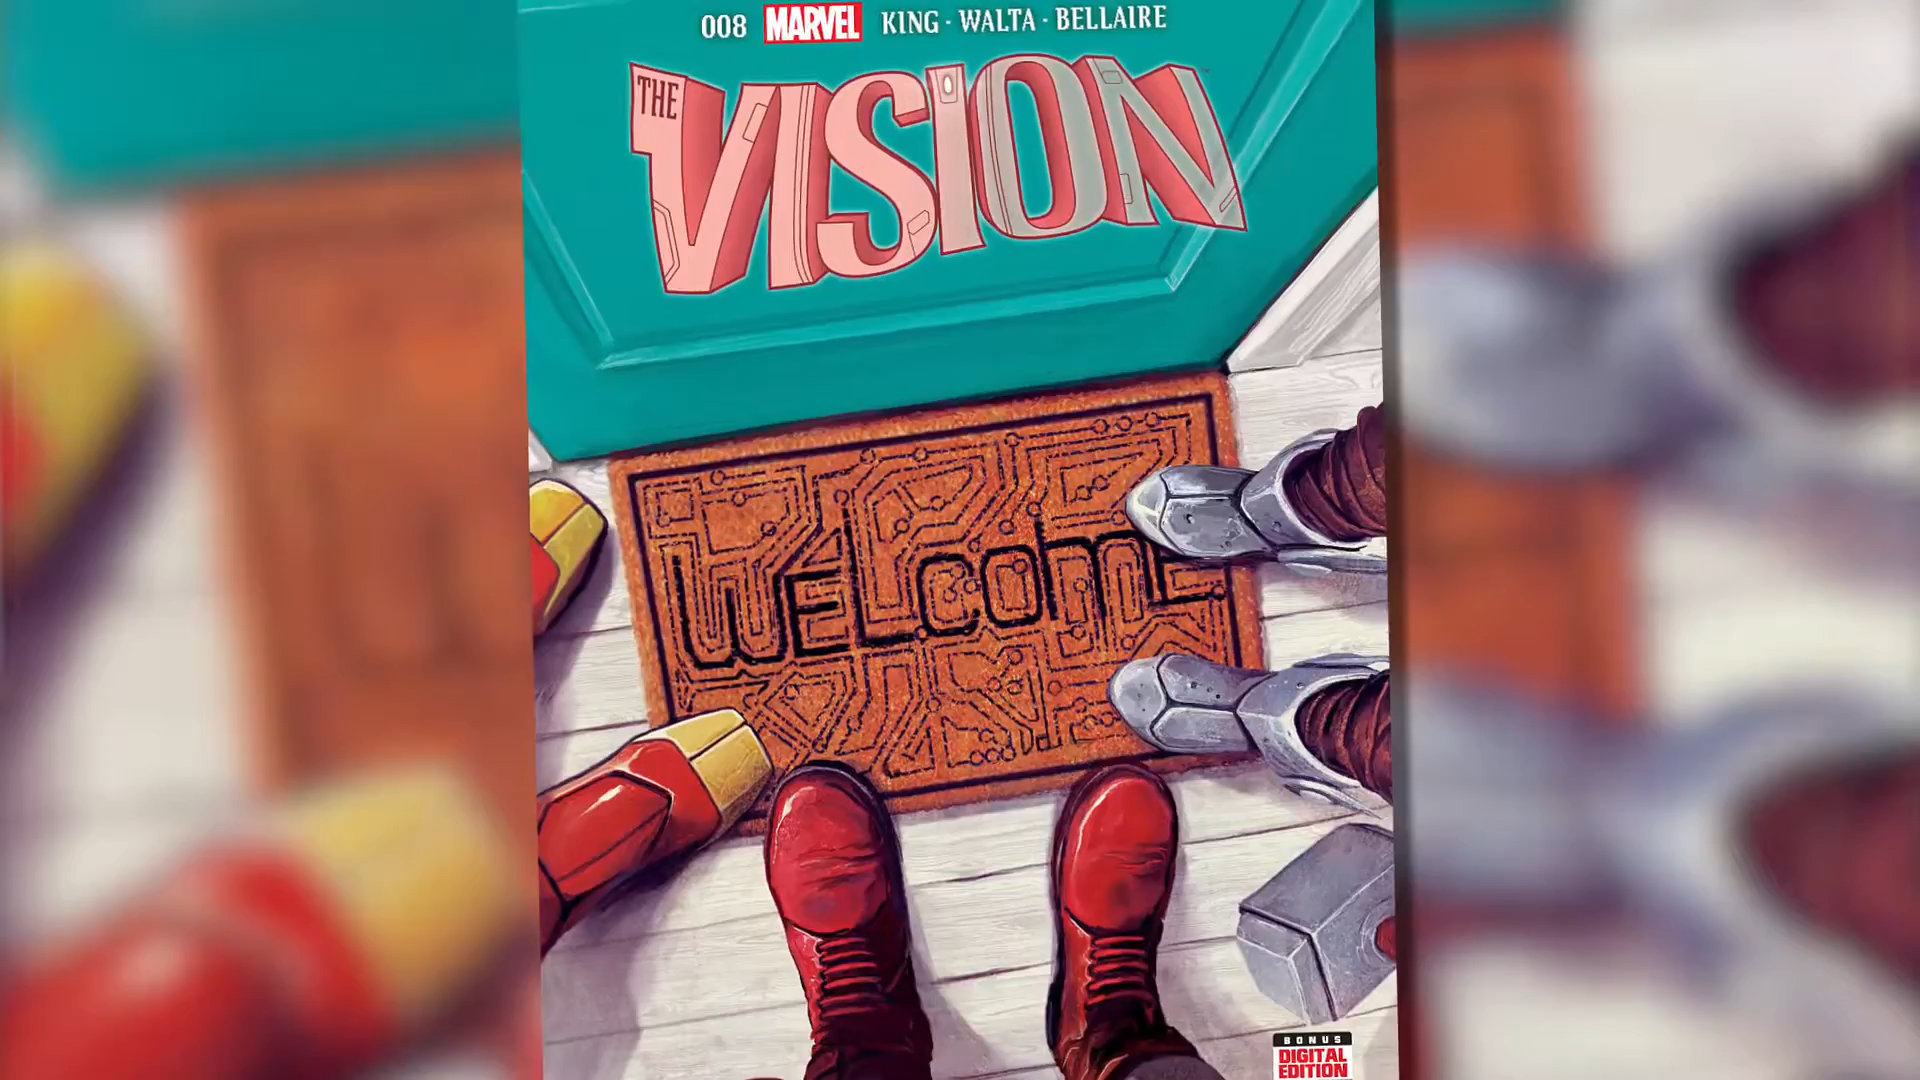 008 MARVEL KING · WALTA · BELLAIRE
THE
VISION
WELCOME
BONUS
DIGITAL
EDITION